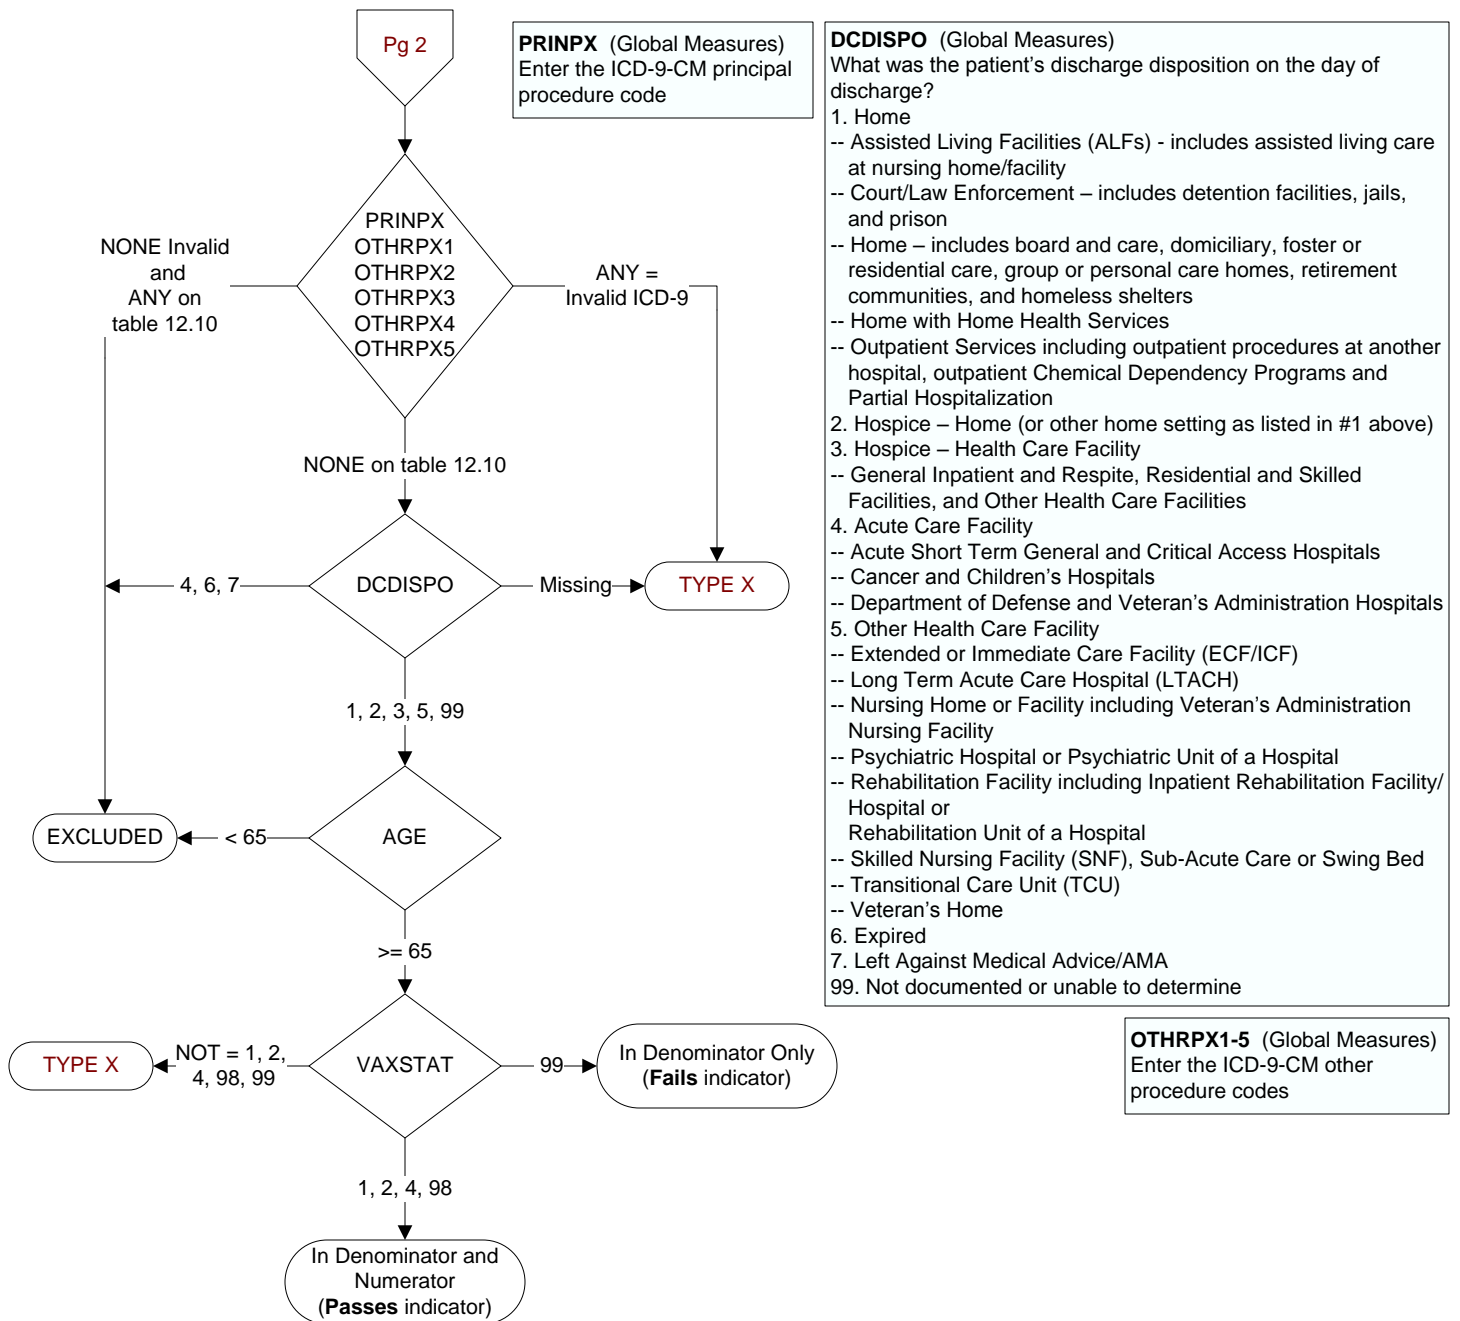 Pg 2
PRINPX (Global Measures)
Enter the ICD-9-CM principal
procedure code
DCDISPO (Global Measures)
What was the patient’s discharge disposition on the day of
discharge?
1. Home
-- Assisted Living Facilities (ALFs) - includes assisted living care
at nursing home/facility
-- Court/Law Enforcement – includes detention facilities, jails,
and prison
-- Home – includes board and care, domiciliary, foster or
residential care, group or personal care homes, retirement
communities, and homeless shelters
-- Home with Home Health Services
-- Outpatient Services including outpatient procedures at another
hospital, outpatient Chemical Dependency Programs and
Partial Hospitalization
2. Hospice – Home (or other home setting as listed in #1 above)
3. Hospice – Health Care Facility
-- General Inpatient and Respite, Residential and Skilled
Facilities, and Other Health Care Facilities
4. Acute Care Facility
-- Acute Short Term General and Critical Access Hospitals
-- Cancer and Children’s Hospitals
-- Department of Defense and Veteran’s Administration Hospitals
5. Other Health Care Facility
-- Extended or Immediate Care Facility (ECF/ICF)
-- Long Term Acute Care Hospital (LTACH)
-- Nursing Home or Facility including Veteran’s Administration
Nursing Facility
-- Psychiatric Hospital or Psychiatric Unit of a Hospital
-- Rehabilitation Facility including Inpatient Rehabilitation Facility/
Hospital or
Rehabilitation Unit of a Hospital
-- Skilled Nursing Facility (SNF), Sub-Acute Care or Swing Bed
-- Transitional Care Unit (TCU)
-- Veteran’s Home
6. Expired
7. Left Against Medical Advice/AMA
99. Not documented or unable to determine
PRINPX
OTHRPX1
OTHRPX2
OTHRPX3
OTHRPX4
OTHRPX5
NONE Invalid
and
ANY on
table 12.10
ANY =
Invalid ICD-9
NONE on table 12.10
4, 6, 7
DCDISPO
Missing
TYPE X
1, 2, 3, 5, 99
EXCLUDED
< 65
AGE
>= 65
TYPE X
NOT = 1, 2,
4, 98, 99
VAXSTAT
99
In Denominator Only
(Fails indicator)
OTHRPX1-5 (Global Measures)
Enter the ICD-9-CM other
procedure codes
1, 2, 4, 98
In Denominator and
Numerator
(Passes indicator)